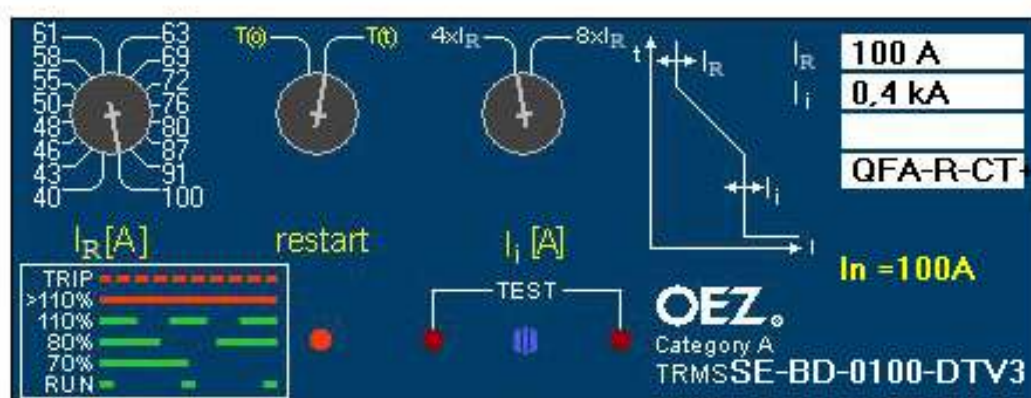 61 63
58 69
55 72
50 76
48 80
46 87
43 91
40 100
IR[A]
T(o) T(t)
restart
4xIR 8xIR
Ii [A]
t IR
Ii
I
IR 100 A
Ii 0,4 kA
QFA-R-CT+
In =100A
TRIP
>110%
110%
80%
70%
RUN
TEST
OEZ®
Category A
TRMS SE-BD-0100-DTV3